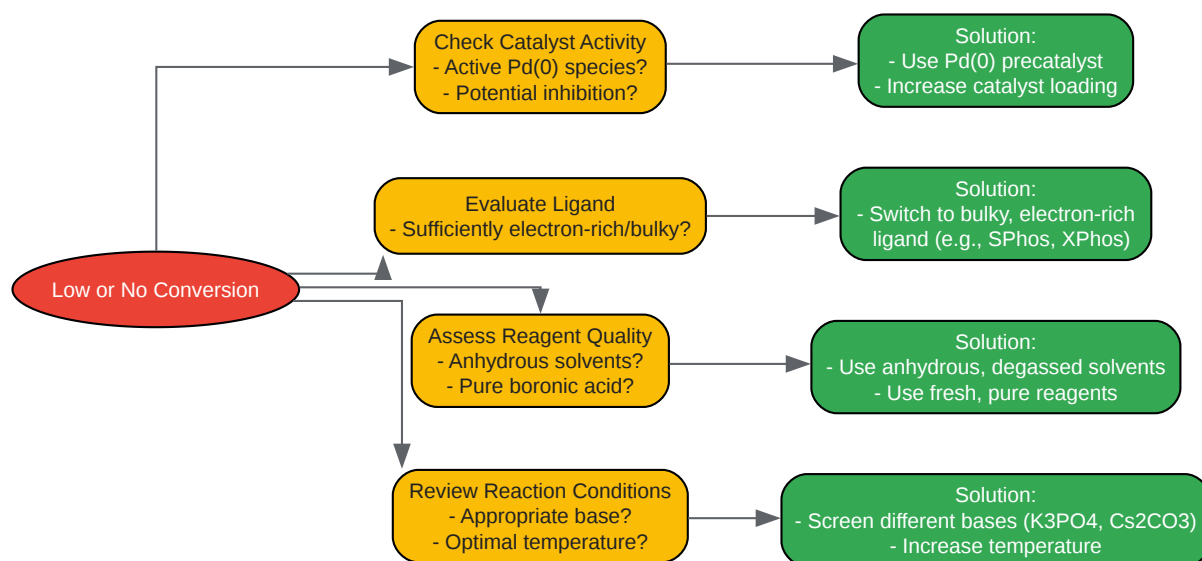 Low or No Conversion
Check Catalyst Activity
- Active Pd(0) species?
- Potential inhibition?
Solution:
- Use Pd(0) precatalyst
- Increase catalyst loading
Evaluate Ligand
- Sufficiently electron-rich/bulky?
Solution:
- Switch to bulky, electron-rich
ligand (e.g., SPhos, XPhos)
Assess Reagent Quality
- Anhydrous solvents?
- Pure boronic acid?
Solution:
- Use anhydrous, degassed solvents
- Use fresh, pure reagents
Review Reaction Conditions
- Appropriate base?
- Optimal temperature?
Solution:
- Screen different bases (K3PO4, Cs2CO3)
- Increase temperature